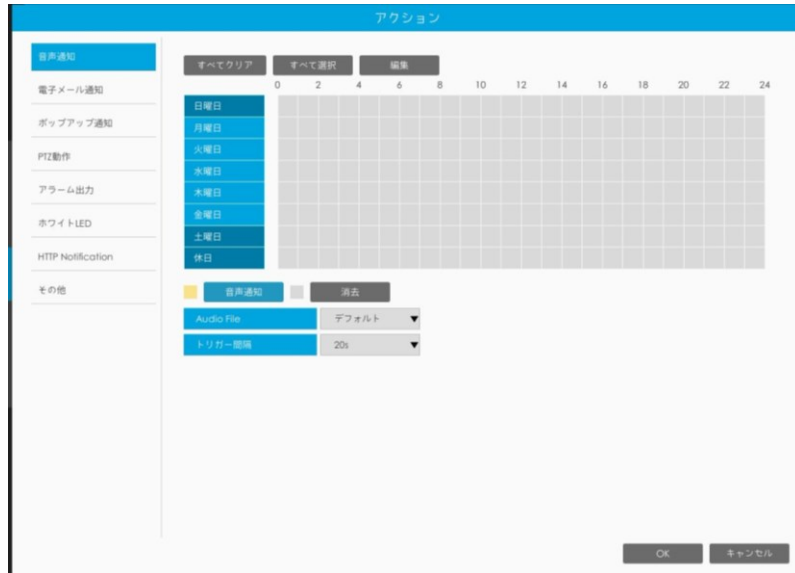 アクション
音声通知
電子メール通知
ポップアップ通知
PTZ動作
アラーム出力
ホワイトLED
HTTP Notification
その他
すべてクリア すべて選択 編集
0 2 4 6 8 10 12 14 16 18 20 22 24
日曜日
月曜日
火曜日
水曜日
木曜日
金曜日
土曜日
休日
音声通知 消去
Audio File デフォルト
トリガー間隔 20s
OK キャンセル